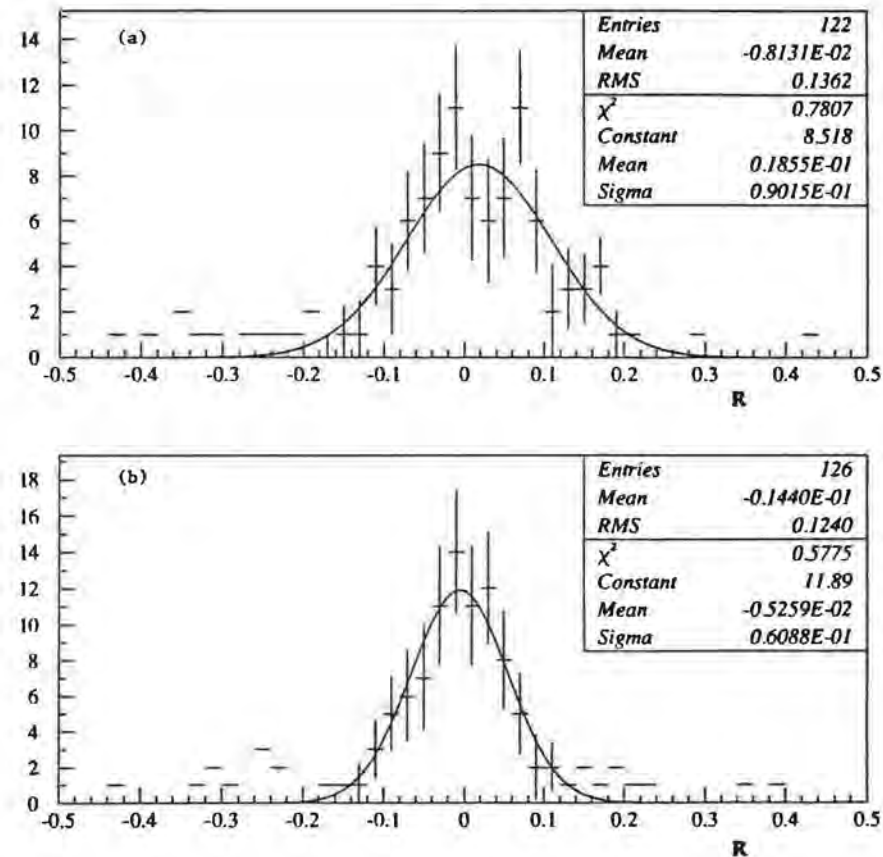 (a)
Entries 122
Mean -0.8131E-02
RMS 0.1362
χ² 0.7807
Constant 8.518
Mean 0.1855E-01
Sigma 0.9015E-01
14
12
10
8
6
4
2
0
-0.5 -0.4 -0.3 -0.2 -0.1 0 0.1 0.2 0.3 0.4 0.5
R
(b)
Entries 126
Mean -0.1440E-01
RMS 0.1240
χ² 0.5775
Constant 11.89
Mean -0.5259E-02
Sigma 0.6088E-01
18
16
14
12
10
8
6
4
2
0
-0.5 -0.4 -0.3 -0.2 -0.1 0 0.1 0.2 0.3 0.4 0.5
R